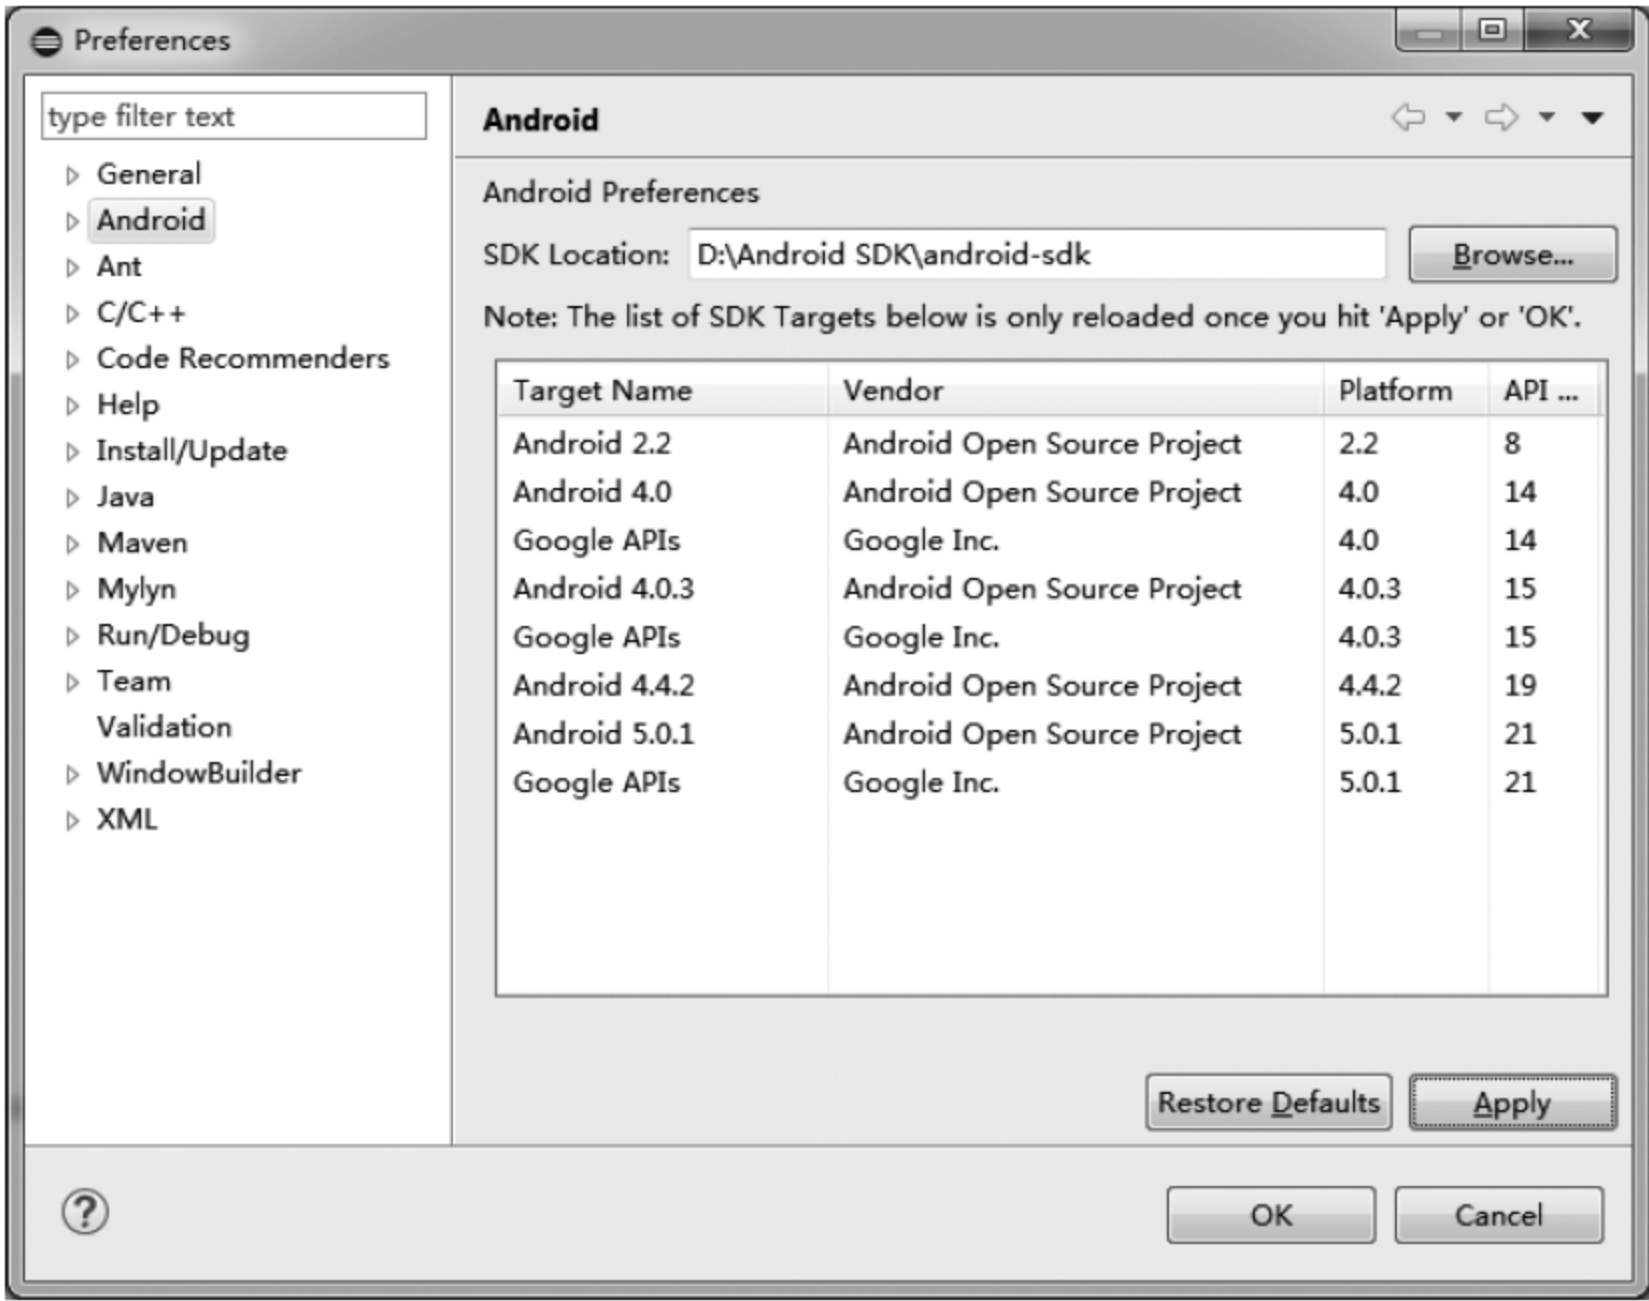 Preferences
type filter text
General
Android
Ant
C/C++
Code Recommenders
Help
Install/Update
Java
Maven
Mylyn
Run/Debug
Team
Validation
WindowBuilder
XML
Android
Android Preferences
SDK Location: D:\Android SDK\android-sdk Browse...
Note: The list of SDK Targets below is only reloaded once you hit 'Apply' or 'OK'.
Target Name Vendor Platform API ...
Android 2.2 Android Open Source Project 2.2 8
Android 4.0 Android Open Source Project 4.0 14
Google APIs Google Inc. 4.0 14
Android 4.0.3 Android Open Source Project 4.0.3 15
Google APIs Google Inc. 4.0.3 15
Android 4.4.2 Android Open Source Project 4.4.2 19
Android 5.0.1 Android Open Source Project 5.0.1 21
Google APIs Google Inc. 5.0.1 21
Restore Defaults Apply
? OK Cancel